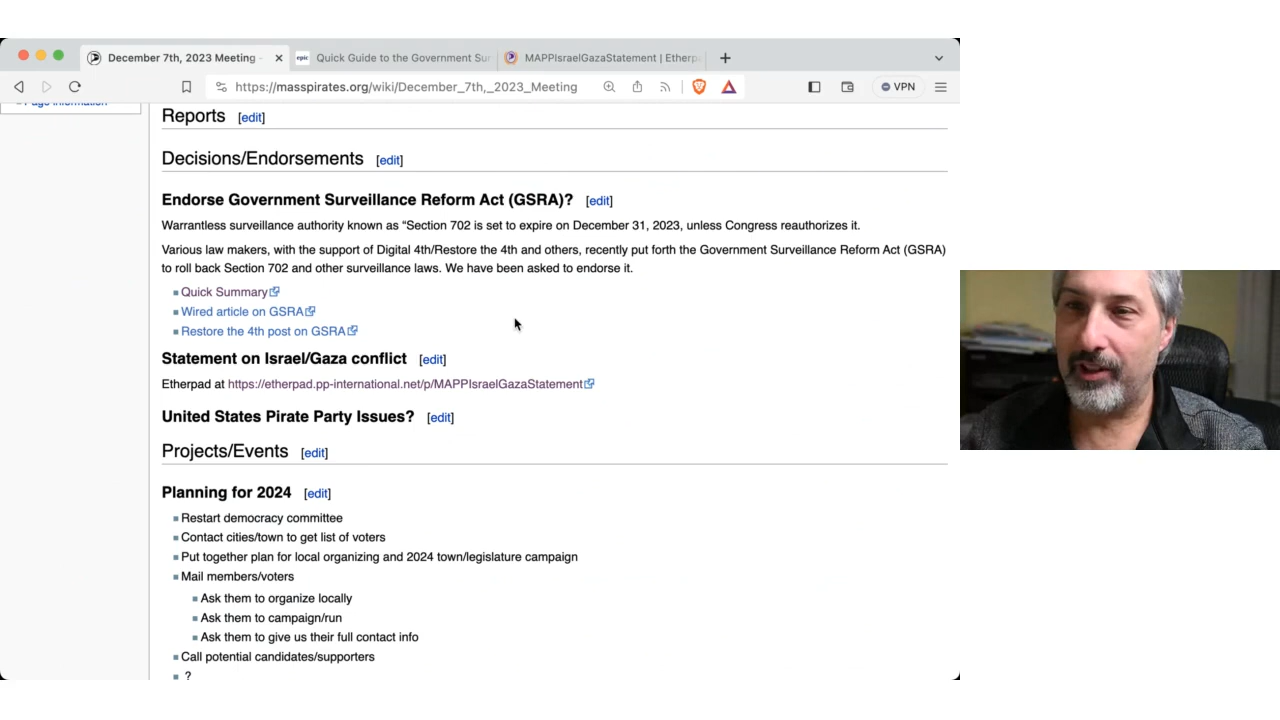 December 7th, 2023 Meeting -
epic Quick Guide to the Government Su
MAPPIsraelGazaStatement | Etherp
https://masspirates.org/wiki/December_7th,_2023_Meeting
VPN
Page information
Reports [edit]
Decisions/Endorsements [edit]
Endorse Government Surveillance Reform Act (GSRA)? [edit]
Warrantless surveillance authority known as “Section 702 is set to expire on December 31, 2023, unless Congress reauthorizes it.
Various law makers, with the support of Digital 4th/Restore the 4th and others, recently put forth the Government Surveillance Reform Act (GSRA)
to roll back Section 702 and other surveillance laws. We have been asked to endorse it.
Quick Summary
Wired article on GSRA
Restore the 4th post on GSRA
Statement on Israel/Gaza conflict [edit]
Etherpad at https://etherpad.pp-international.net/p/MAPPIsraelGazaStatement
United States Pirate Party Issues? [edit]
Projects/Events [edit]
Planning for 2024 [edit]
Restart democracy committee
Contact cities/town to get list of voters
Put together plan for local organizing and 2024 town/legislature campaign
Mail members/voters
Ask them to organize locally
Ask them to campaign/run
Ask them to give us their full contact info
Call potential candidates/supporters
?